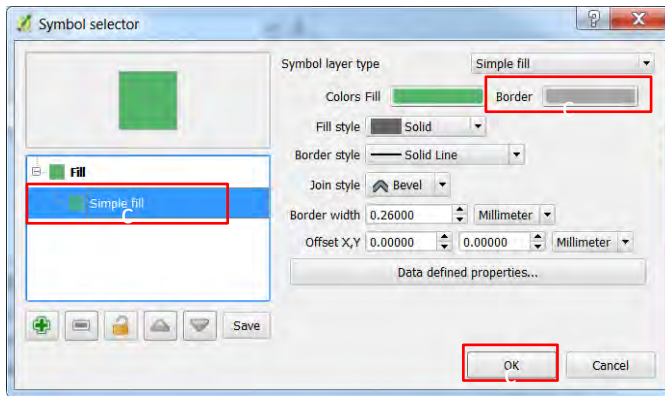 Symbol selector
Symbol layer type Simple fill
Colors Fill Border
C
Fill style Solid
Border style Solid Line
Fill
Join style Bevel
Simple fill
C
Border width 0.26000 Millimeter
Offset X,Y 0.00000 0.00000 Millimeter
Data defined properties...
Save
OK Cancel
C